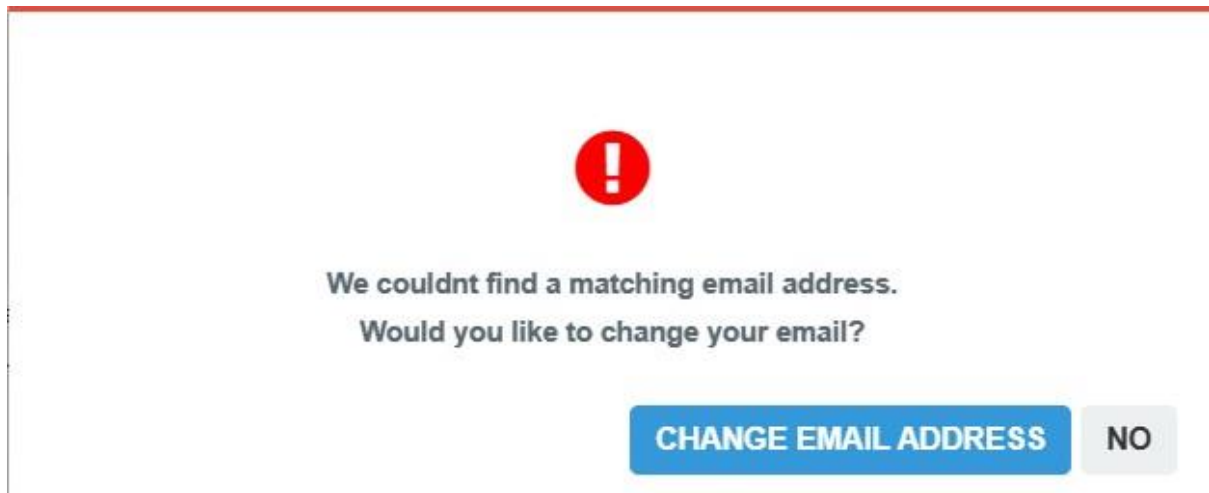 We couldnt find a matching email address.
Would you like to change your email?
CHANGE EMAIL ADDRESS NO